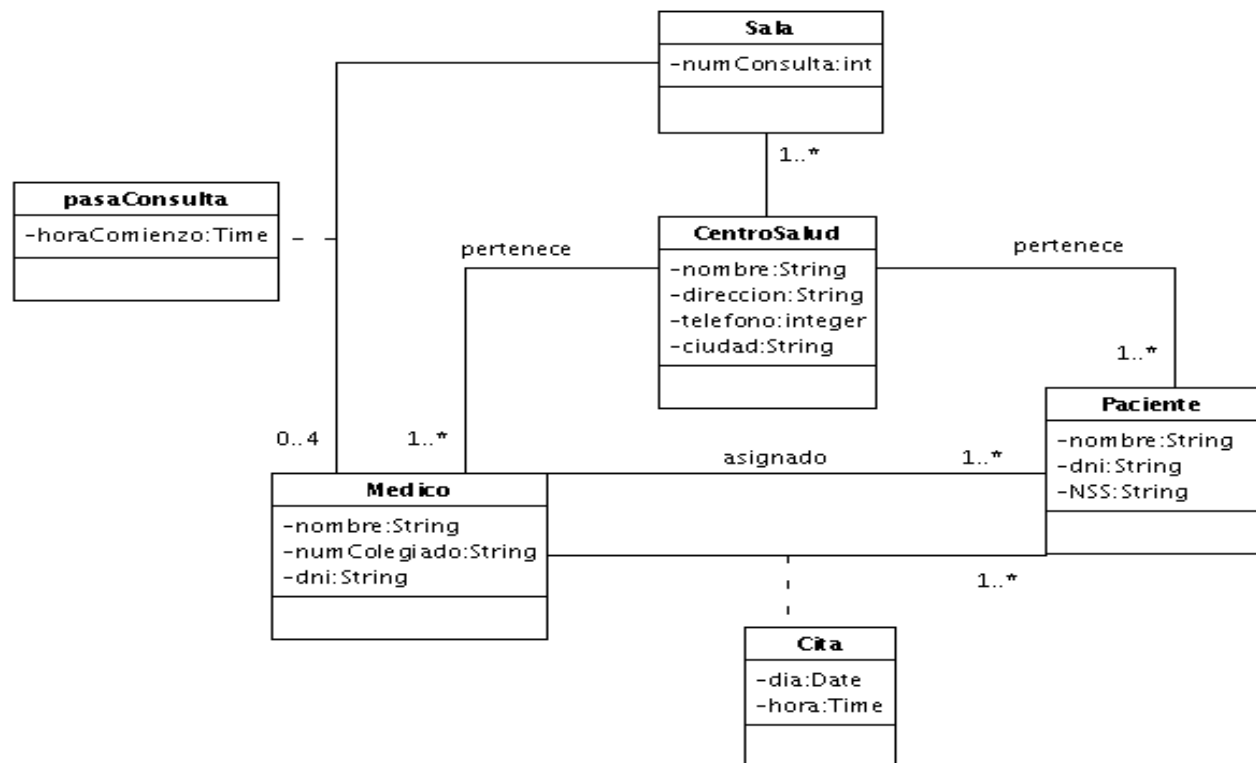 Sala
-numConsulta:int
1..*
pasaConsulta
-horaComienzo:Time
CentroSalud
-nombre:String
-direccion:String
-telefono:integer
-ciudad:String
pertenece
pertenece
1..*
Paciente
-nombre:String
-dni:String
-NSS:String
0..4
1..*
asignado
1..*
Medico
-nombre:String
-numColegiado:String
-dni:String
1..*
Cita
-dia:Date
-hora:Time